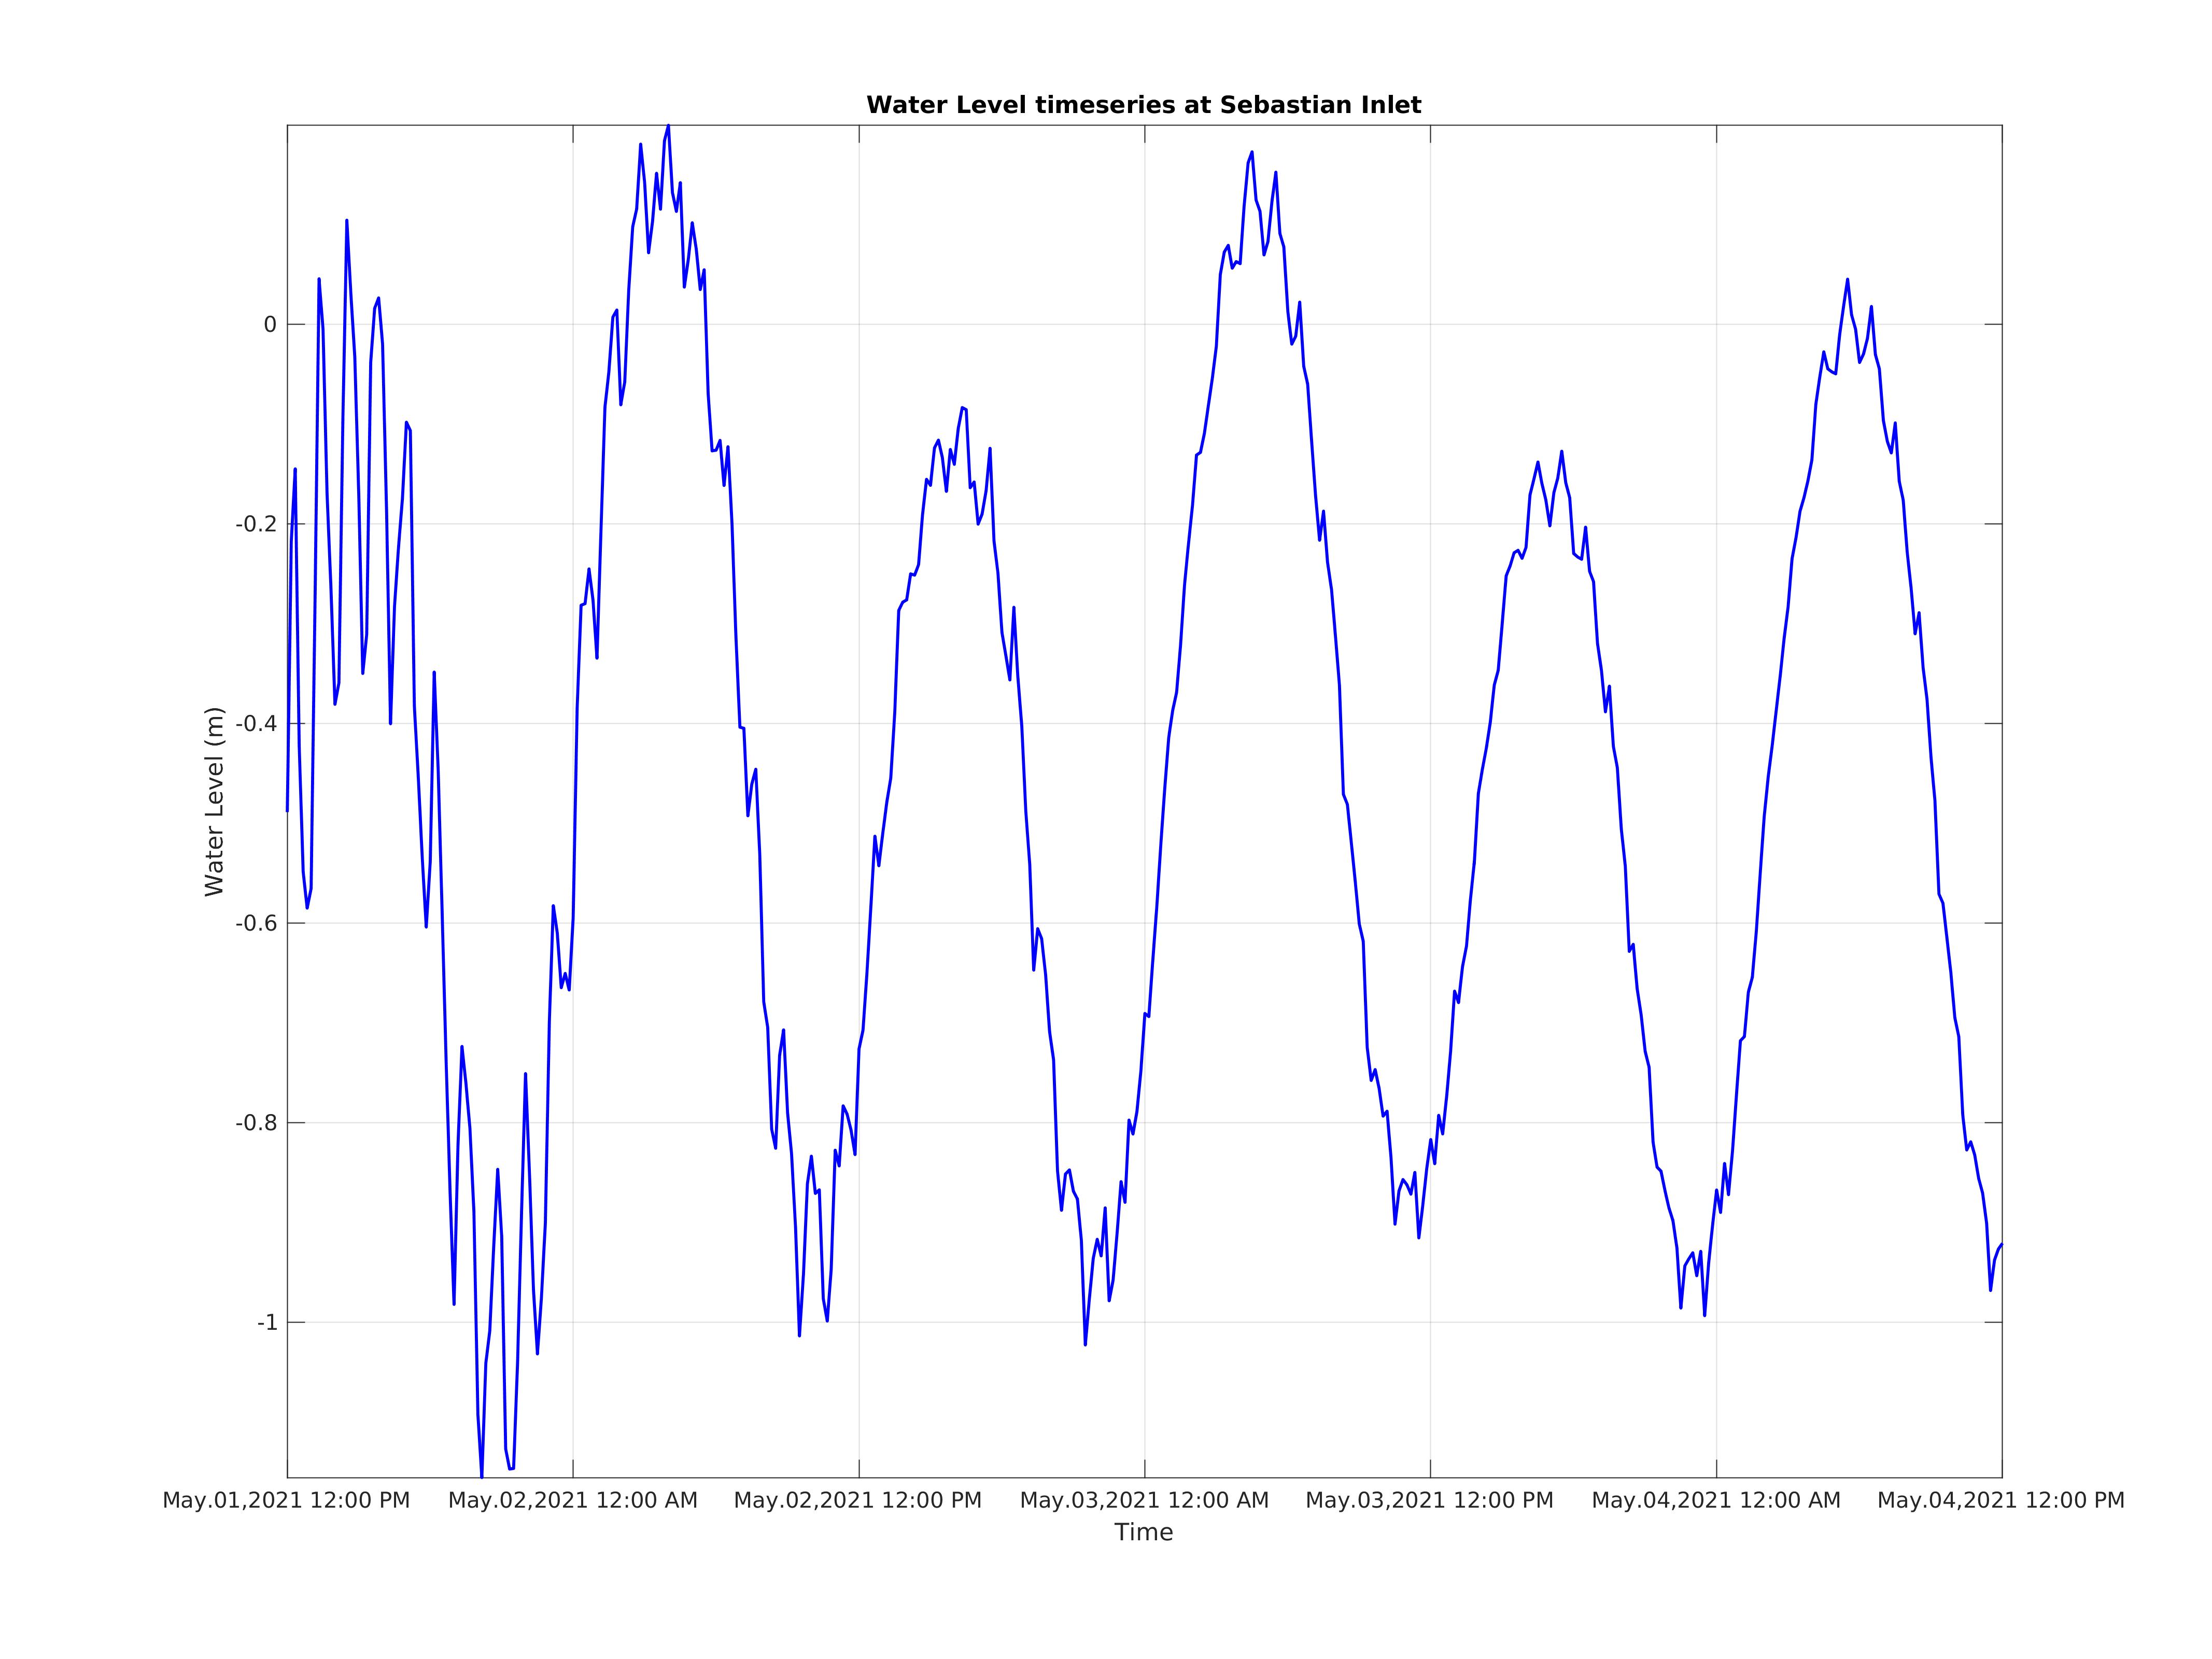 Water Level timeseries at Sebastian Inlet
0
-0.2
-0.4
-0.6
-0.8
-1
Water Level (m)
May.01,2021 12:00 PM
May.02,2021 12:00 AM
May.02,2021 12:00 PM
May.03,2021 12:00 AM
May.03,2021 12:00 PM
May.04,2021 12:00 AM
May.04,2021 12:00 PM
Time